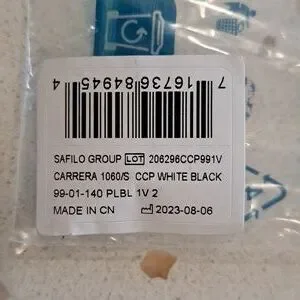 7 16736 84945 4
SAFILO GROUP LOT 206296CCP991V
CARRERA 1060/S CCP WHITE BLACK
99-01-140 PLBL 1V 2
MADE IN CN 2023-08-06